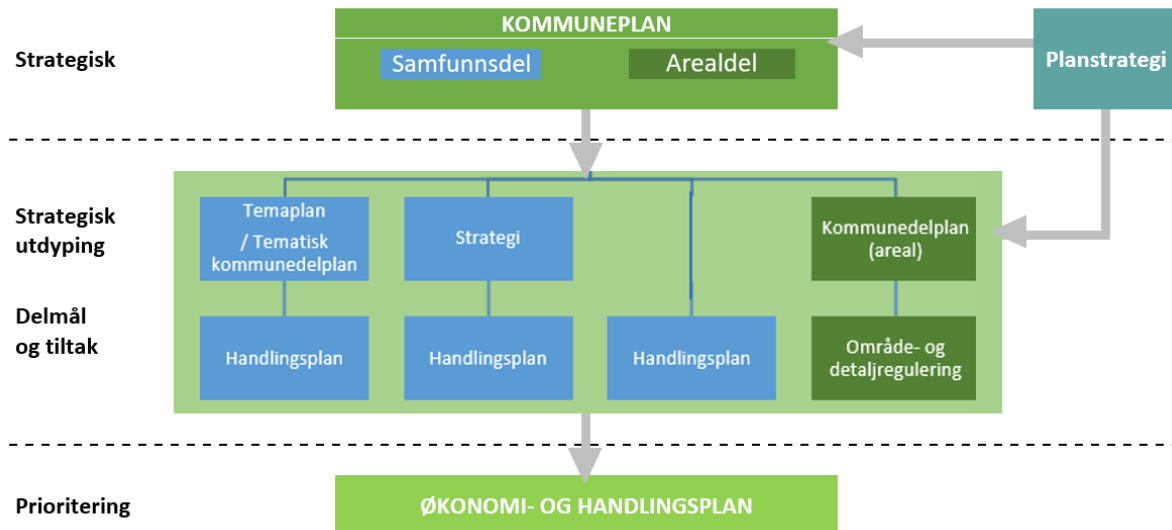 KOMMUNEPLAN
Strategisk
Samfunnsdel
Arealdel
Planstrategi
Strategisk
utdyping
Temaplan
/ Tematisk
kommunedelplan
Strategi
Kommunedelplan
(areal)
Delmål
og tiltak
Handlingsplan
Handlingsplan
Handlingsplan
Område- og
detaljregulering
Prioritering
ØKONOMI- OG HANDLINGSPLAN